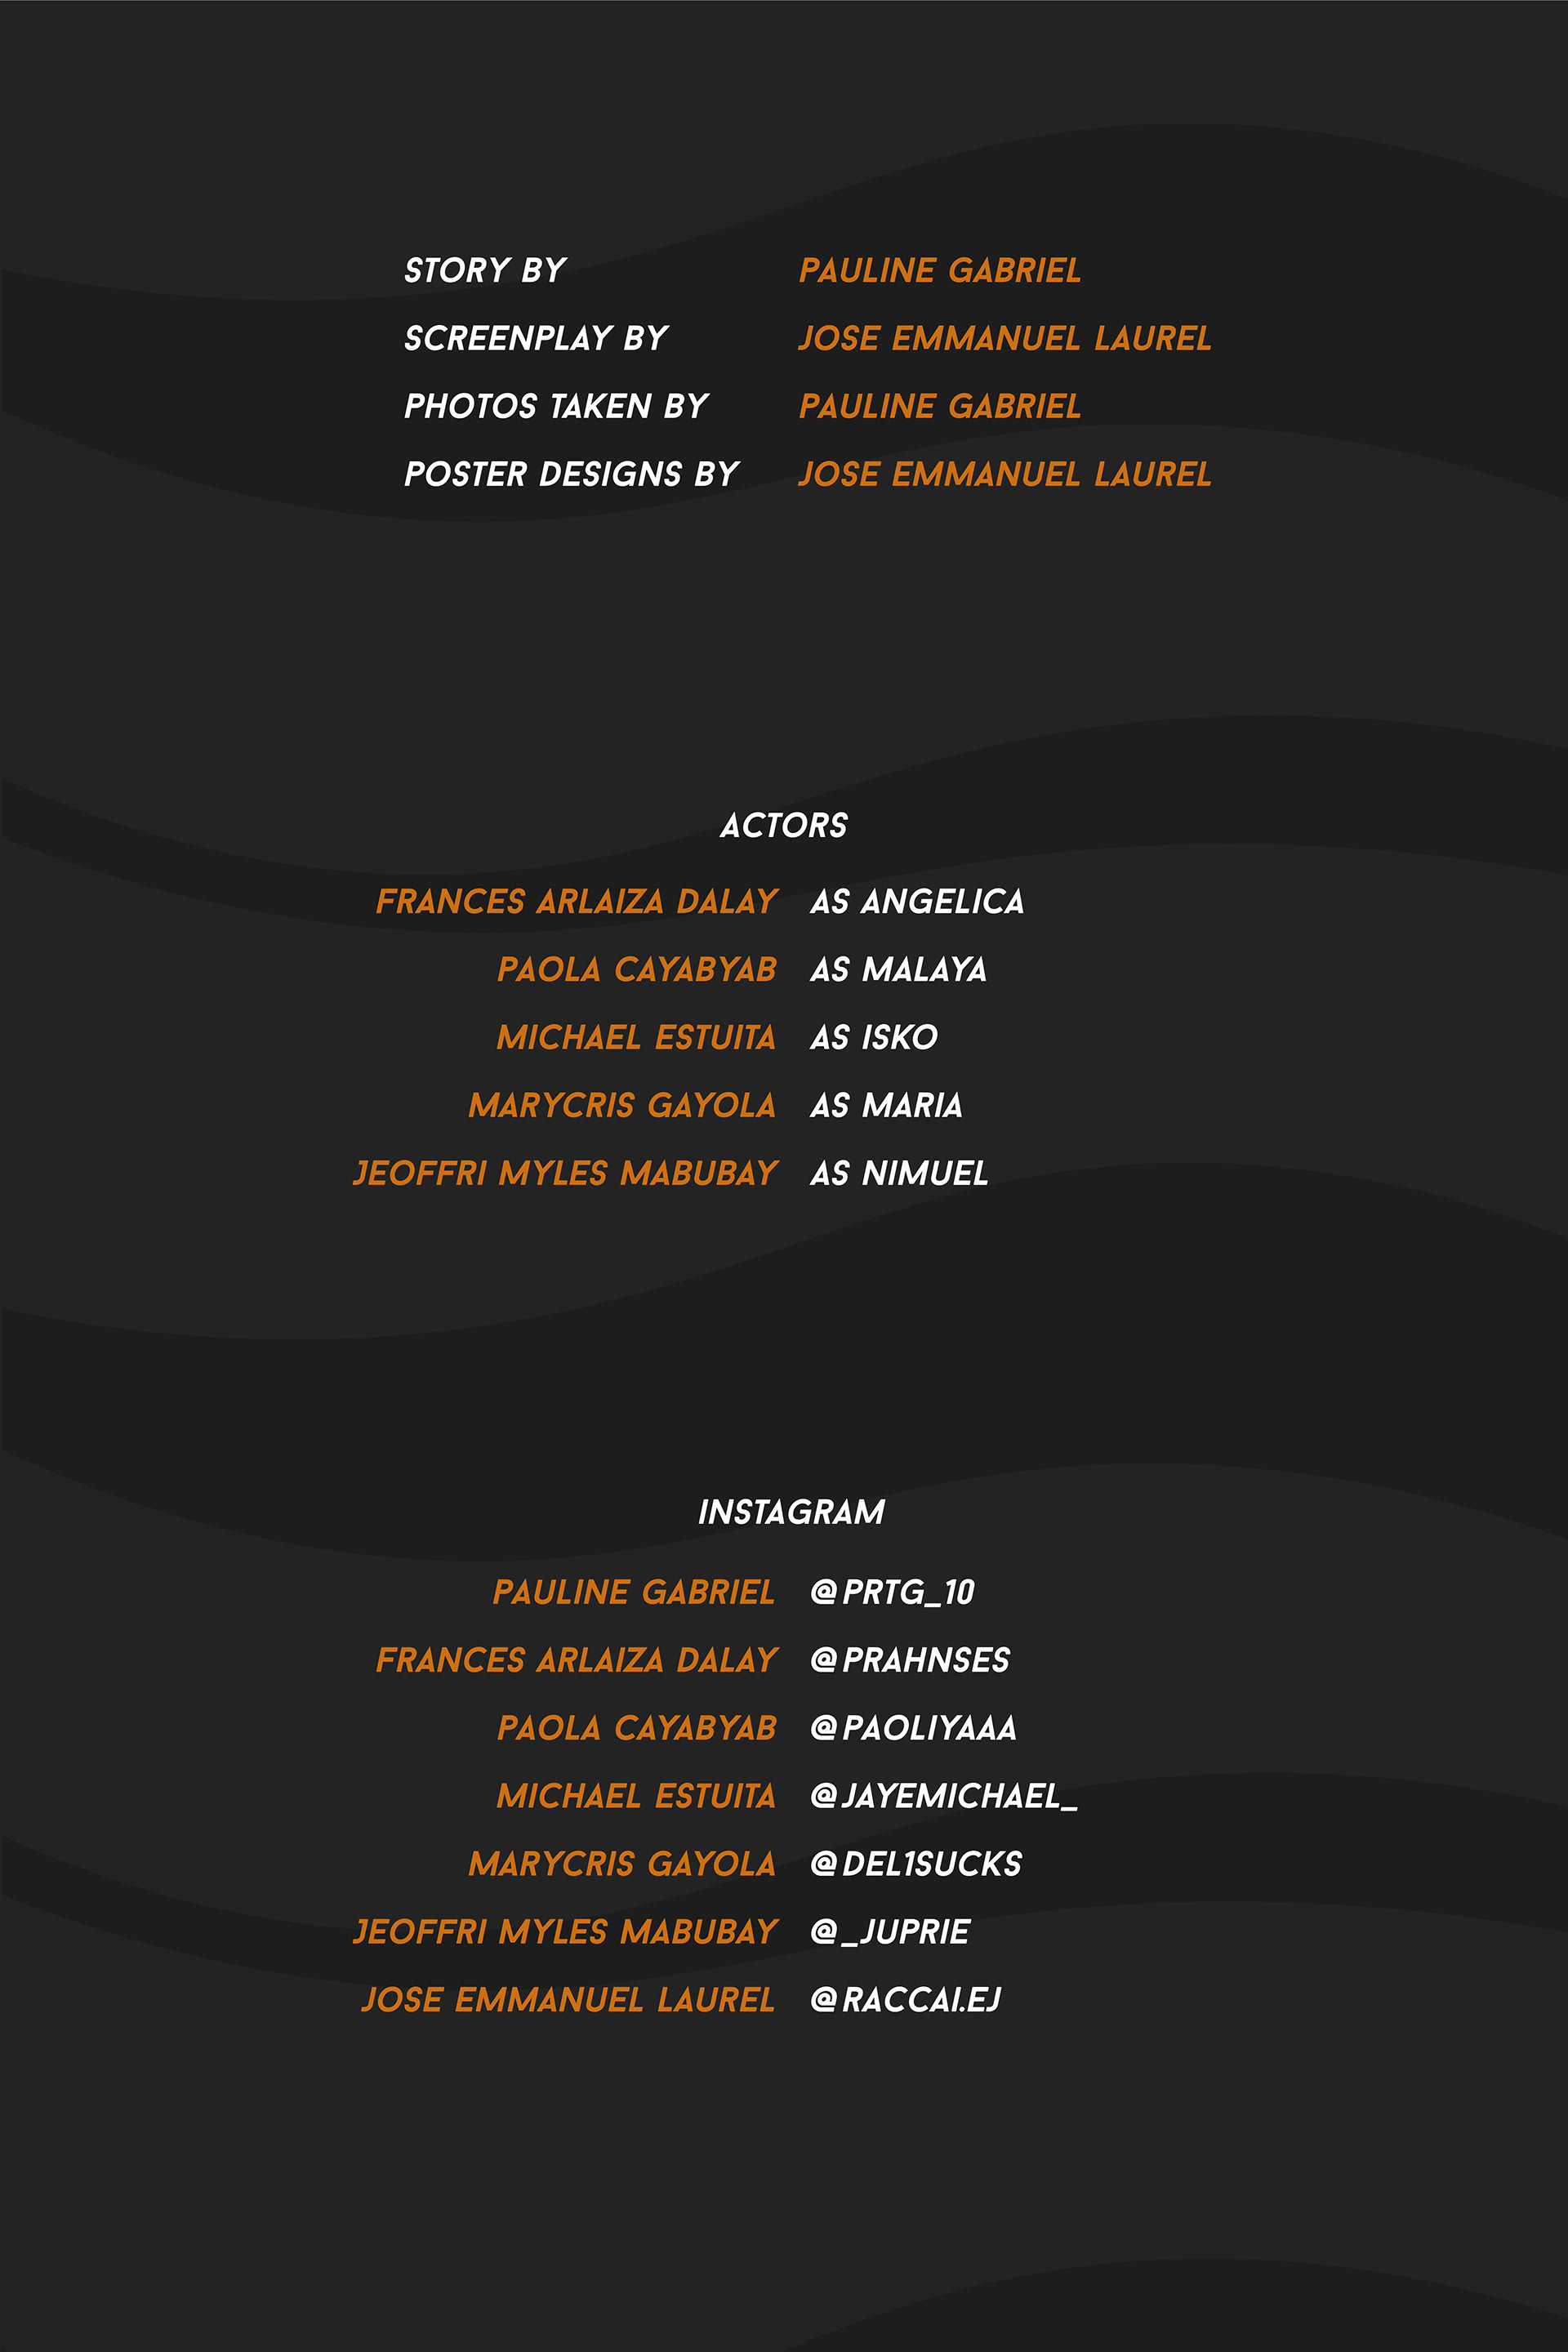 STORY BY PAULINE GABRIEL
SCREENPLAY BY JOSE EMMANUEL LAUREL
PHOTOS TAKEN BY PAULINE GABRIEL
POSTER DESIGNS BY JOSE EMMANUEL LAUREL
ACTORS
FRANCES ARLAIZA DALAY AS ANGELICA
PAOLA CAYABYAB AS MALAYA
MICHAEL ESTUITA AS ISKO
MARYCRIS GAYOLA AS MARIA
JEOFFRI MYLES MABUBAY AS NIMUEL
INSTAGRAM
PAULINE GABRIEL @PRTG_10
FRANCES ARLAIZA DALAY @PRAHNSES
PAOLA CAYABYAB @PAOLIYAAA
MICHAEL ESTUITA @JAYEMICHAEL_
MARYCRIS GAYOLA @DEL1SUCKS
JEOFFRI MYLES MABUBAY @_JUPRIE
JOSE EMMANUEL LAUREL @RACCAI.EJ